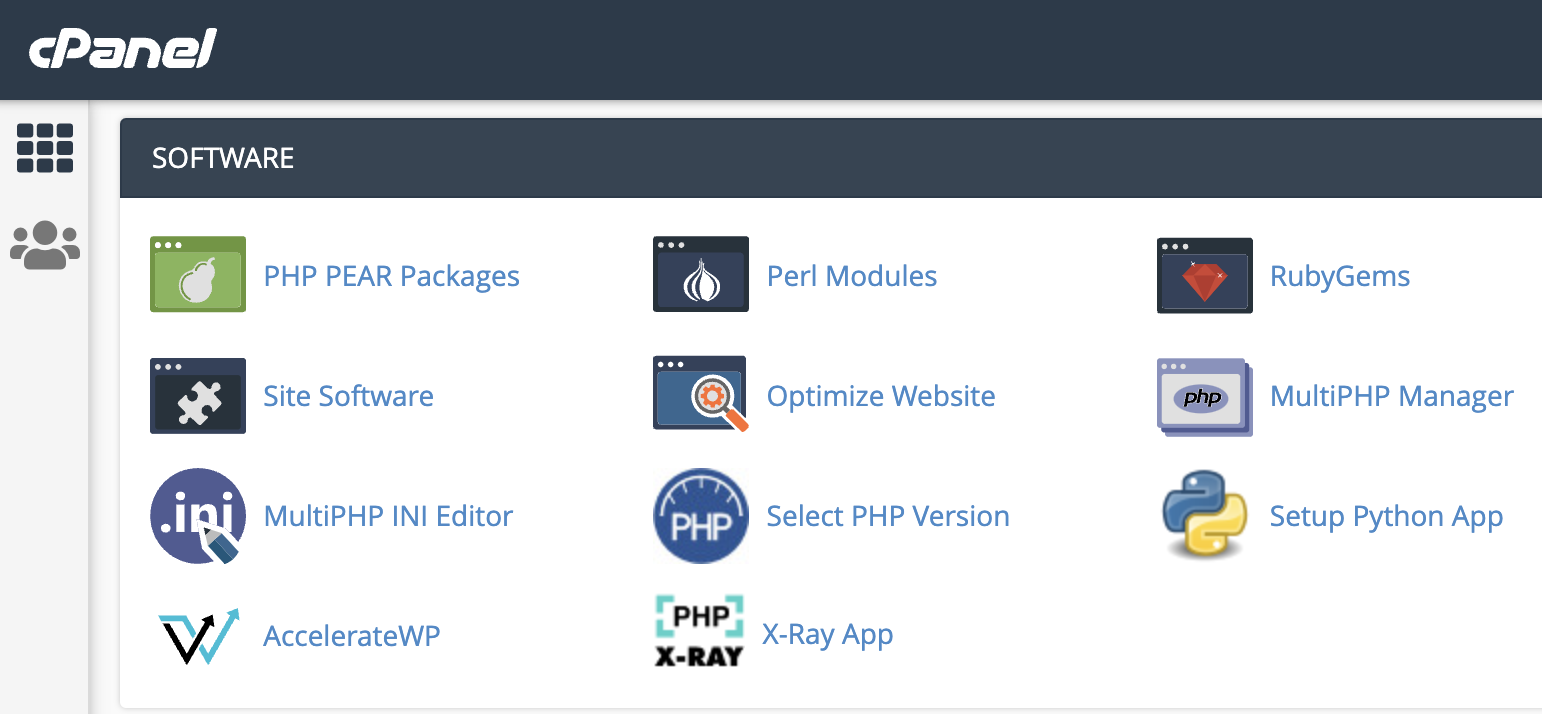 cPanel
SOFTWARE
PHP PEAR Packages
Perl Modules
RubyGems
Site Software
Optimize Website
php
MultiPHP Manager
.ini
MultiPHP INI Editor
PHP
Select PHP Version
Setup Python App
AccelerateWP
PHP
X-RAY
X-Ray App